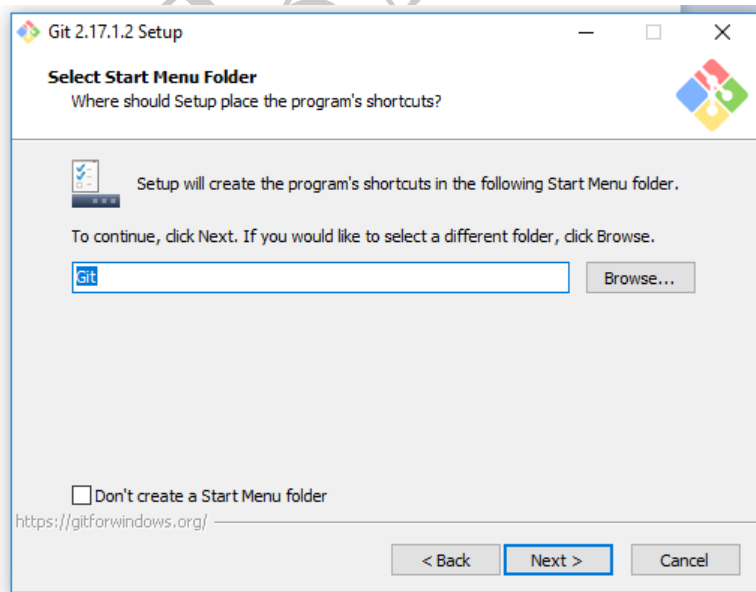 Git 2.17.1.2 Setup
Select Start Menu Folder
Where should Setup place the program's shortcuts?
Setup will create the program's shortcuts in the following Start Menu folder.
To continue, click Next. If you would like to select a different folder, click Browse.
Git
Browse...
Don't create a Start Menu folder
https://gitforwindows.org/
< Back
Next >
Cancel